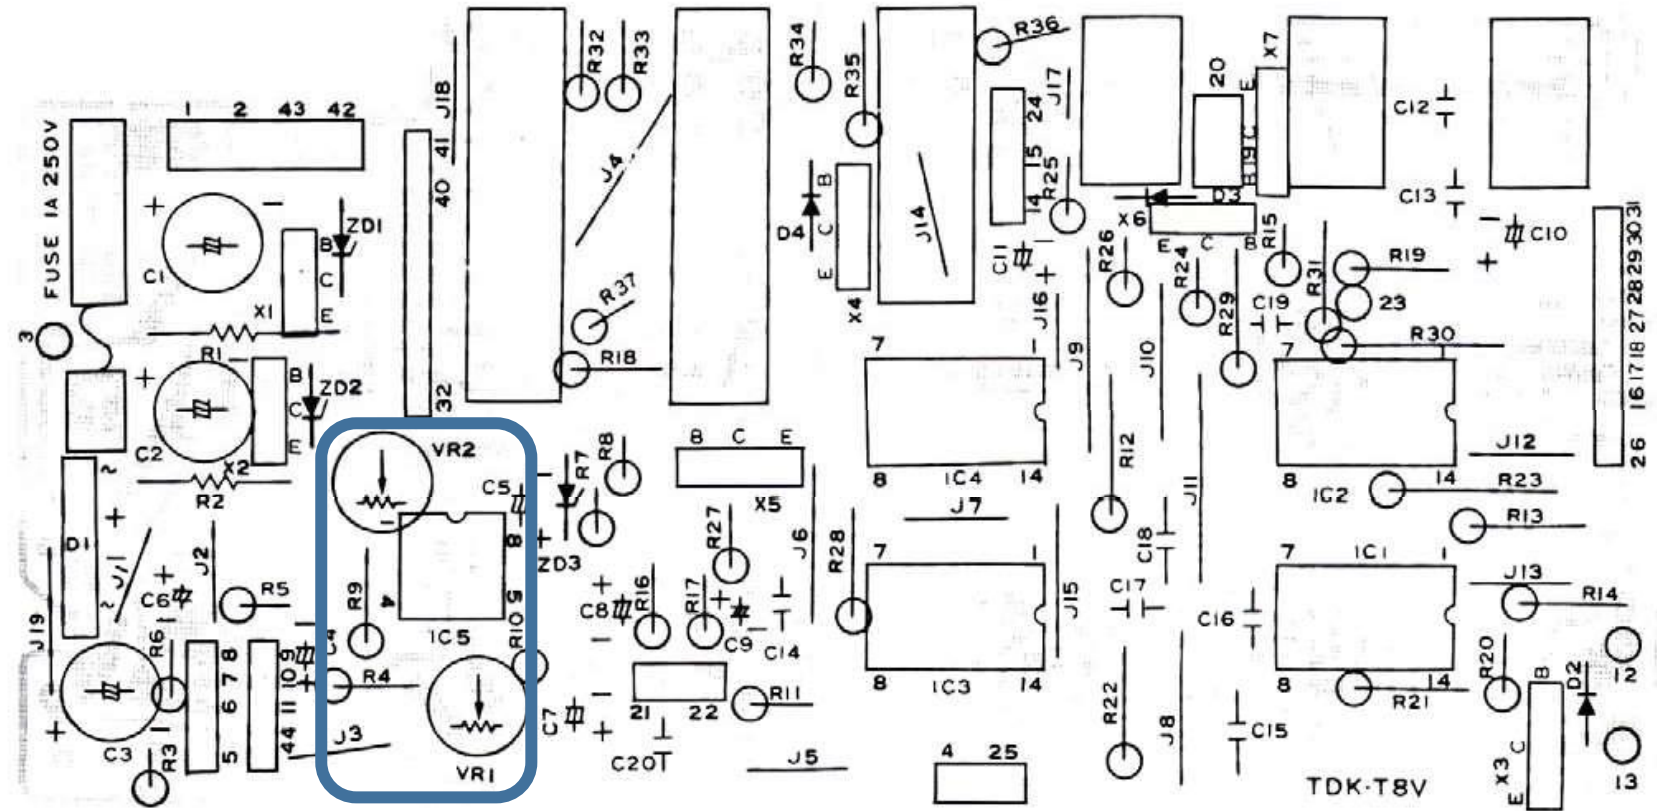 1 2 43 42
FUSE 1A 250V
+ −
C1
ZD1
B
C
E
X1
3
R1
+ −
C2
ZD2
B
C
E
X2
R2
~
+
D1
~
J1
J2
J19
C6
+
−
R5
R6
C3
+
−
R3
8
7
6
5
9
10
11
44
+
R4
J3
J18
41
40
32
R32
R33
J4
R37
R18
VR2
1
8
4
5
IC5
R9
R10
VR1
C5
−
+
R7
ZD3
R8
B C E
X5
R27
J6
C8
+
−
R16
R17
+
−
C9
C14
21 22
R11
C7
−
+
C20
J5
R34
R35
D4
B
C
E
X4
J14
R36
24
15
14
C11
−
+
J16
J17
R25
20
E
C
19
B
X7
D3
X6
E C B
R26
R24
R15
R31
R19
23
R29
C19
R30
J9
J10
7 1
8 IC4 14
J7
R28
7 1
8 IC3 14
J15
R12
J11
C18
C17
C16
R22
J8
C15
4 25
7 1
8 IC2 14
J12
R23
R13
7 IC1 1
8 14
J13
R14
R20
R21
B
C
E
X3
D2
12
13
C12
C13
−
C10
+
31
30
29
28
27
18
17
16
26
TDK-T8V